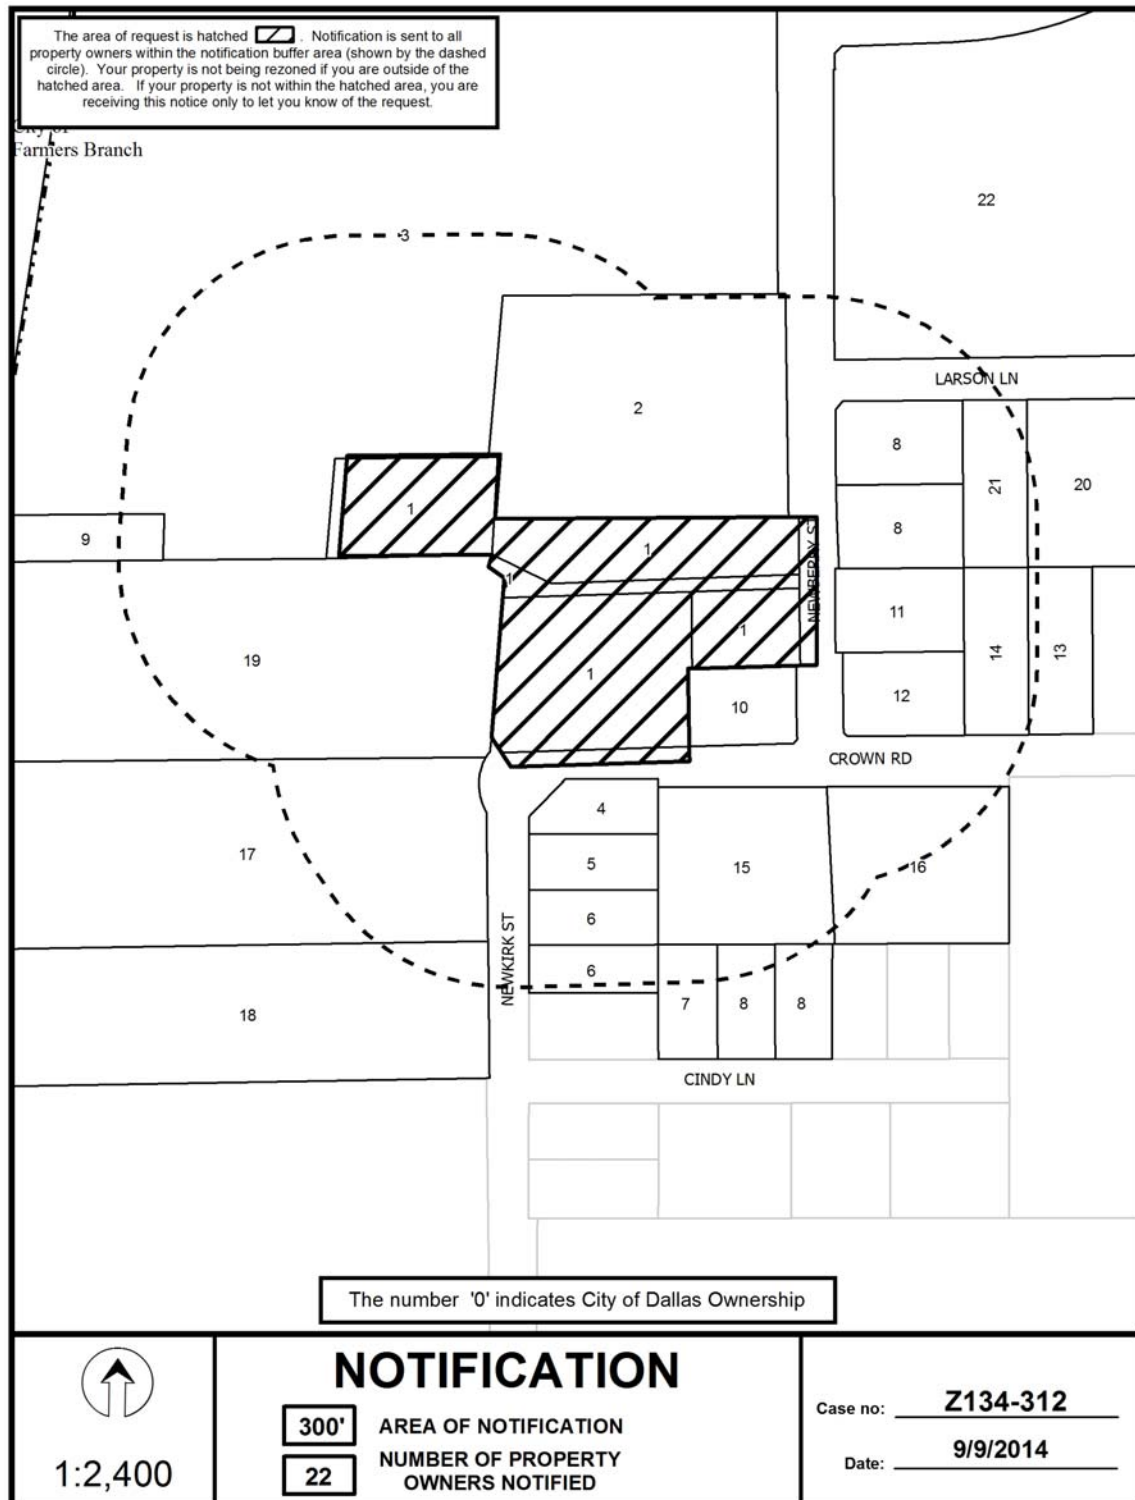 The area of request is hatched . Notification is sent to all
property owners within the notification buffer area (shown by the dashed
circle). Your property is not being rezoned if you are outside of the
hatched area. If your property is not within the hatched area, you are
receiving this notice only to let you know of the request.
City of
Farmers Branch
22
3
LARSON LN
2
8
21
20
1
8
9
1
NEWBERRY ST
1
11
1
14
13
19
1
12
10
CROWN RD
4
17
5
15
16
6
NEWKIRK ST
6
18
7
8
8
CINDY LN
The number '0' indicates City of Dallas Ownership
1:2,400
NOTIFICATION
300' AREA OF NOTIFICATION
22 NUMBER OF PROPERTY
OWNERS NOTIFIED
Case no: Z134-312
Date: 9/9/2014